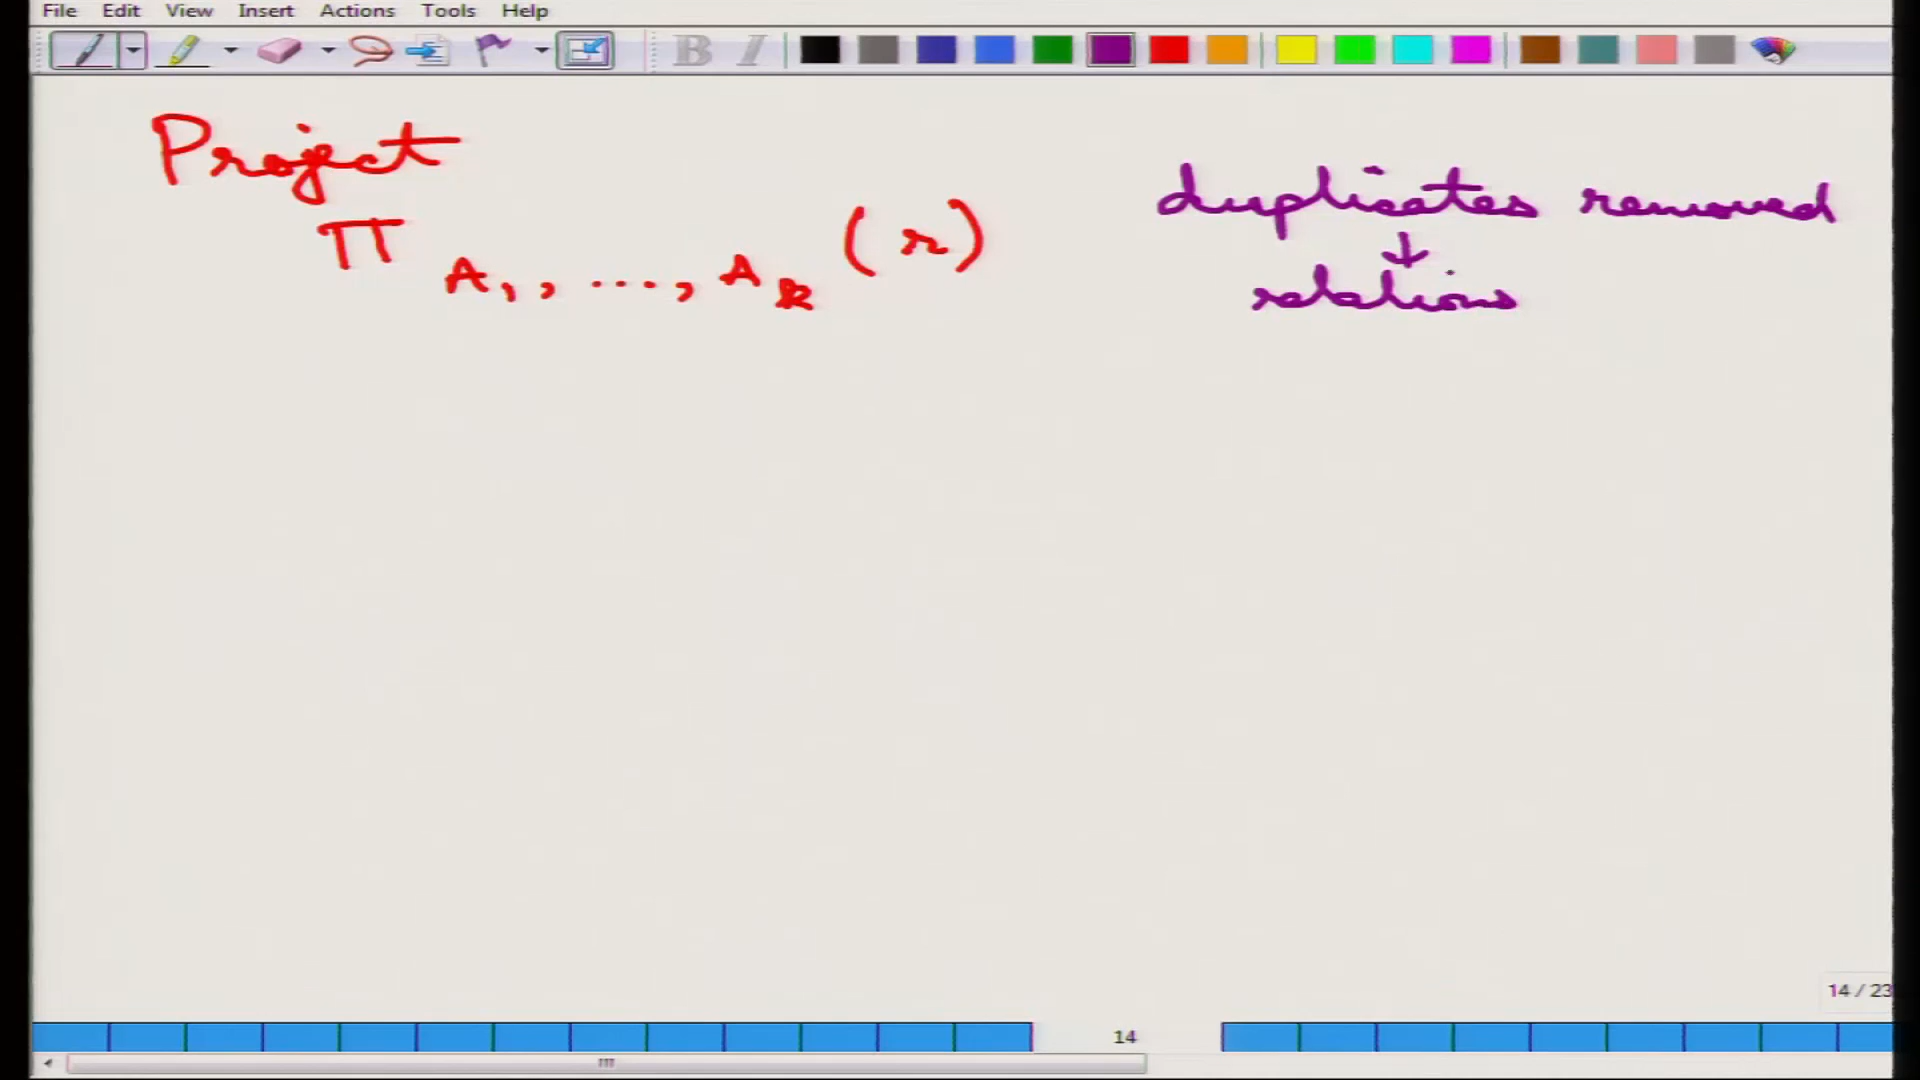 File Edit View Insert Actions Tools Help
B I
Project
π A₁, , ..., Aₖ (r)
duplicates removed
↓
relations
14 / 23
14